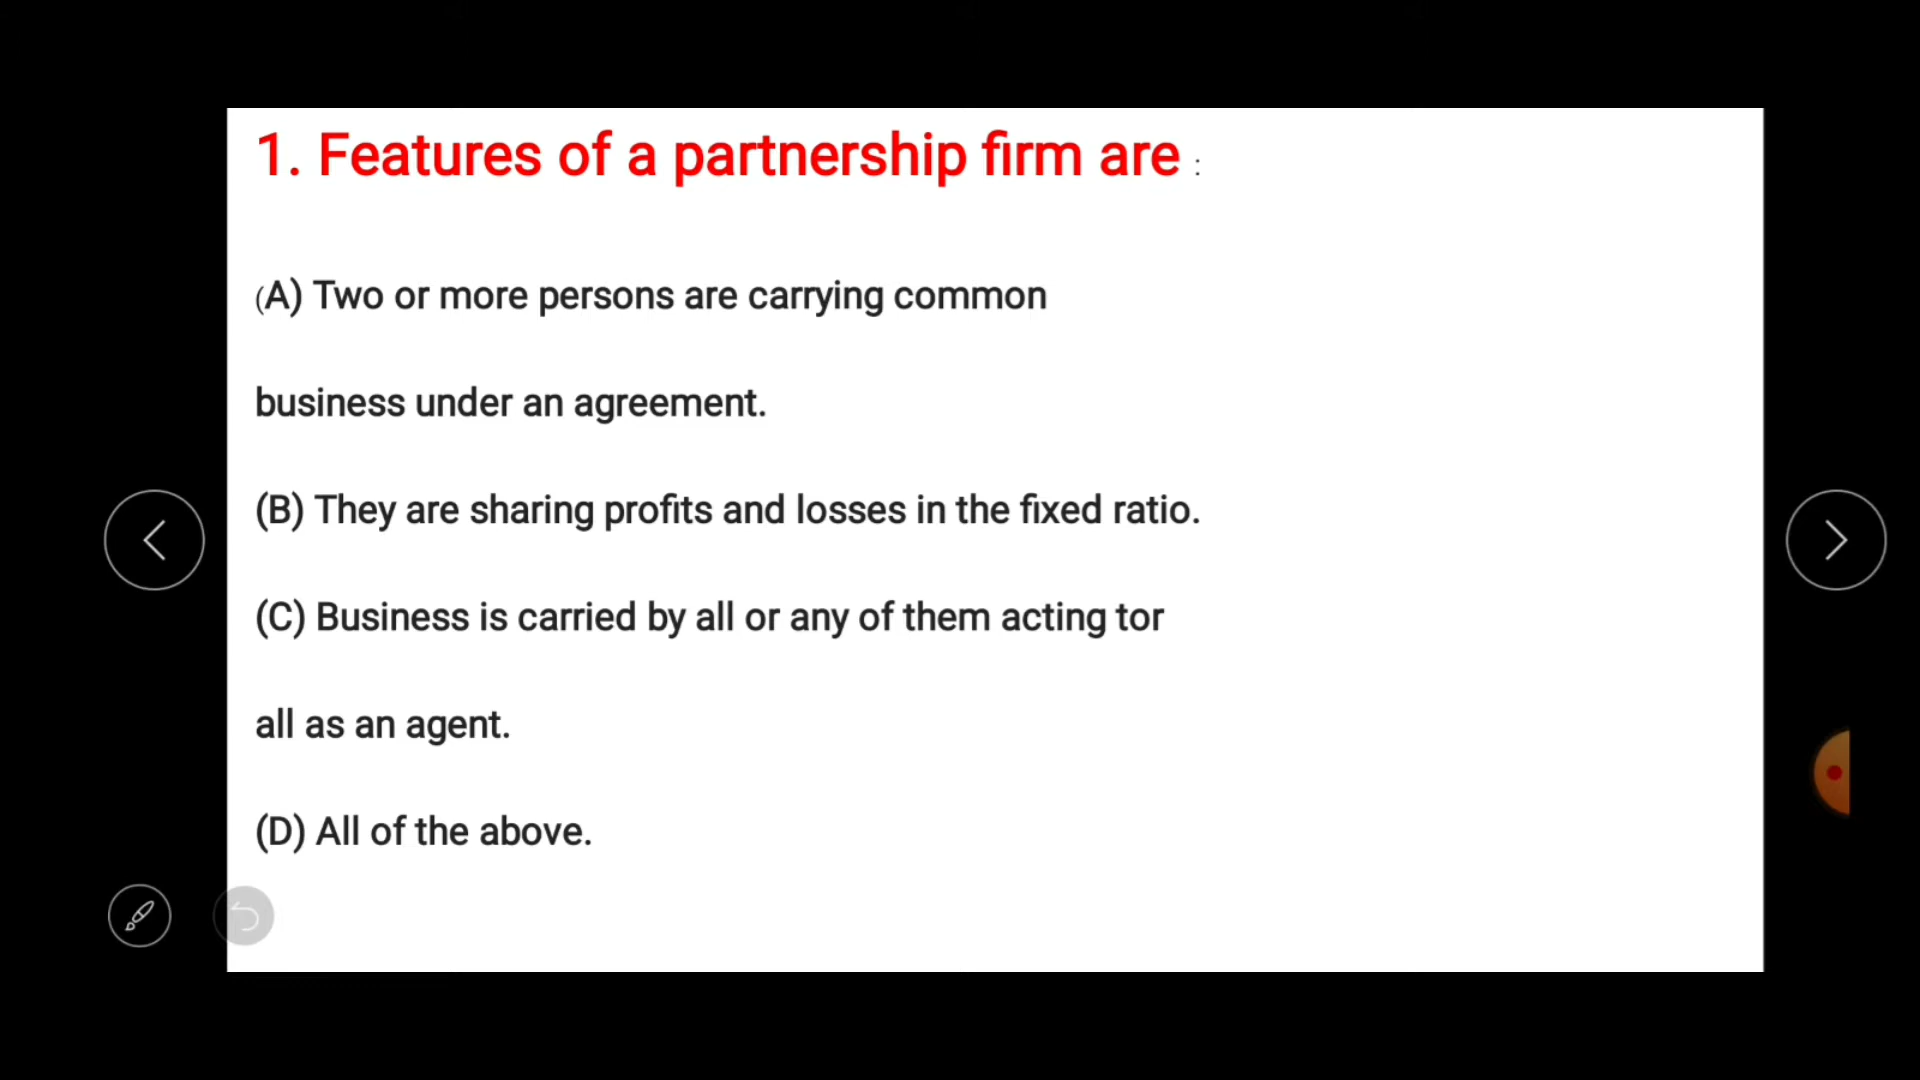 1. Features of a partnership firm are :
(A) Two or more persons are carrying common
business under an agreement.
(B) They are sharing profits and losses in the fixed ratio.
(C) Business is carried by all or any of them acting tor
all as an agent.
(D) All of the above.